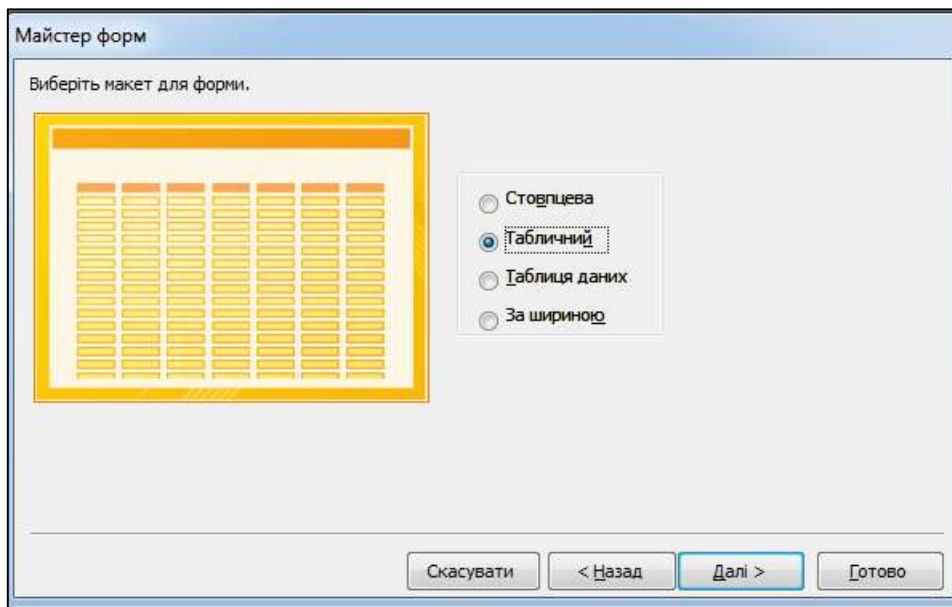 Майстер форм
Виберіть макет для форми.
Стовпцева
Табличний
Таблиця даних
За шириною
Скасувати
< Назад
Далі >
Готово